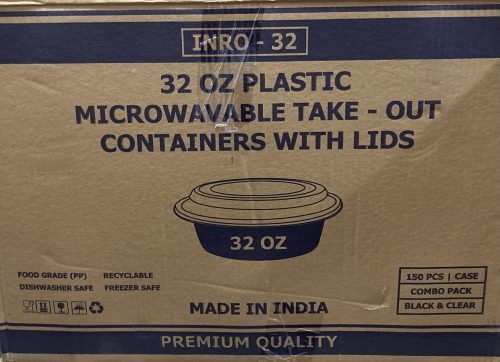 INRO - 32
32 OZ PLASTIC
MICROWAVABLE TAKE - OUT
CONTAINERS WITH LIDS
32 OZ
FOOD GRADE (PP) RECYCLABLE
DISHWASHER SAFE FREEZER SAFE
150 PCS | CASE
COMBO PACK
BLACK & CLEAR
MADE IN INDIA
PREMIUM QUALITY